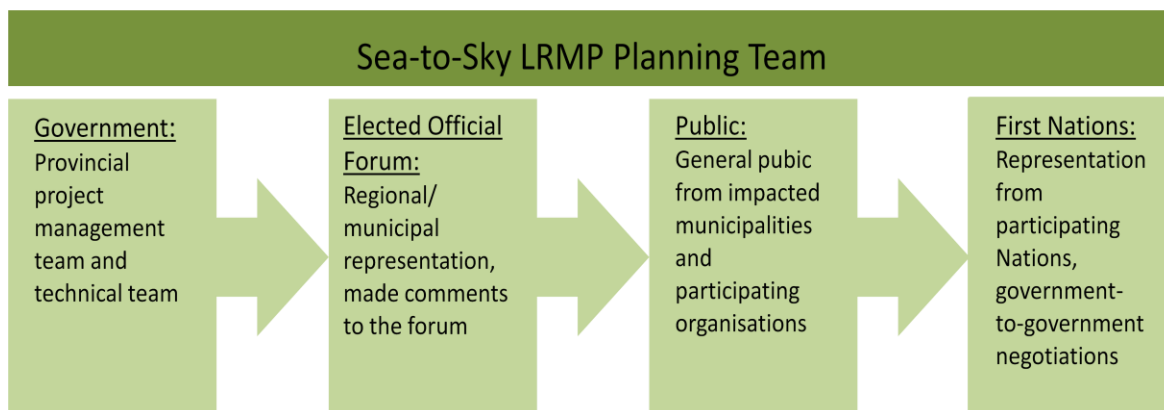 Sea-to-Sky LRMP Planning Team
Government:
Provincial
project
management
team and
technical team
Elected Official
Forum:
Regional/
municipal
representation,
made comments
to the forum
Public:
General pubic
from impacted
municipalities
and
participating
organisations
First Nations:
Representation
from
participating
Nations,
government-
to-government
negotiations